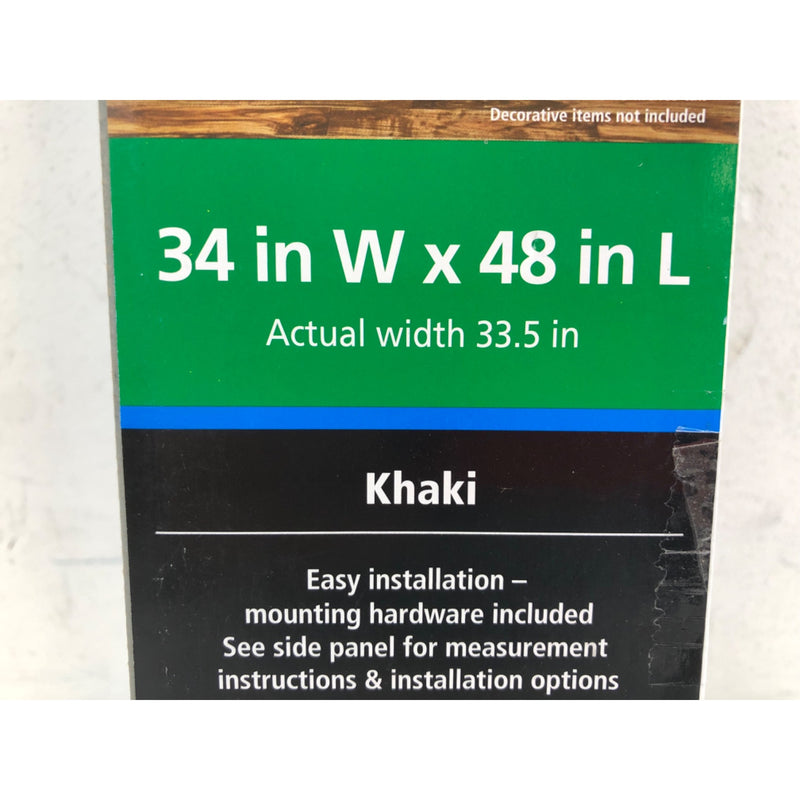 Decorative items not included
34 in W x 48 in L
Actual width 33.5 in
Khaki
Easy installation –
mounting hardware included
See side panel for measurement
instructions & installation options